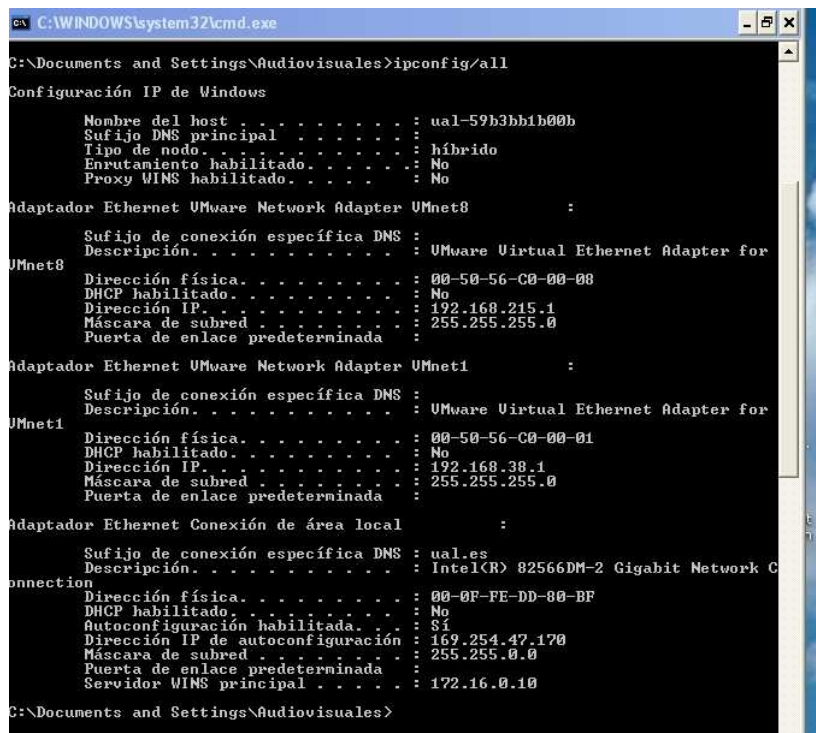 C:\WINDOWS\system32\cmd.exe
C:\Documents and Settings\Audiovisuales>ipconfig/all
Configuración IP de Windows
Nombre del host . . . . . . . . . : ual-59b3bb1b00b
Sufijo DNS principal . . . . . . :
Tipo de nodo. . . . . . . . . . . : híbrido
Enrutamiento habilitado. . . . . .: No
Proxy WINS habilitado. . . . . : No
Adaptador Ethernet VMware Network Adapter VMnet8 :
Sufijo de conexión específica DNS :
Descripción. . . . . . . . . . . : VMware Virtual Ethernet Adapter for
VMnet8
Dirección física. . . . . . . . . : 00-50-56-C0-00-08
DHCP habilitado. . . . . . . . . : No
Dirección IP. . . . . . . . . . . : 192.168.215.1
Máscara de subred . . . . . . . . : 255.255.255.0
Puerta de enlace predeterminada :
Adaptador Ethernet VMware Network Adapter VMnet1 :
Sufijo de conexión específica DNS :
Descripción. . . . . . . . . . . : VMware Virtual Ethernet Adapter for
VMnet1
Dirección física. . . . . . . . . : 00-50-56-C0-00-01
DHCP habilitado. . . . . . . . . : No
Dirección IP. . . . . . . . . . . : 192.168.38.1
Máscara de subred . . . . . . . . : 255.255.255.0
Puerta de enlace predeterminada :
Adaptador Ethernet Conexión de área local :
Sufijo de conexión específica DNS : ual.es
Descripción. . . . . . . . . . . : Intel(R) 82566DM-2 Gigabit Network C
onnection
Dirección física. . . . . . . . . : 00-0F-FE-DD-80-BF
DHCP habilitado. . . . . . . . . : No
Autoconfiguración habilitada. . . : Sí
Dirección IP de autoconfiguración : 169.254.47.170
Máscara de subred . . . . . . . . : 255.255.0.0
Puerta de enlace predeterminada :
Servidor WINS principal . . . . . : 172.16.0.10
C:\Documents and Settings\Audiovisuales>